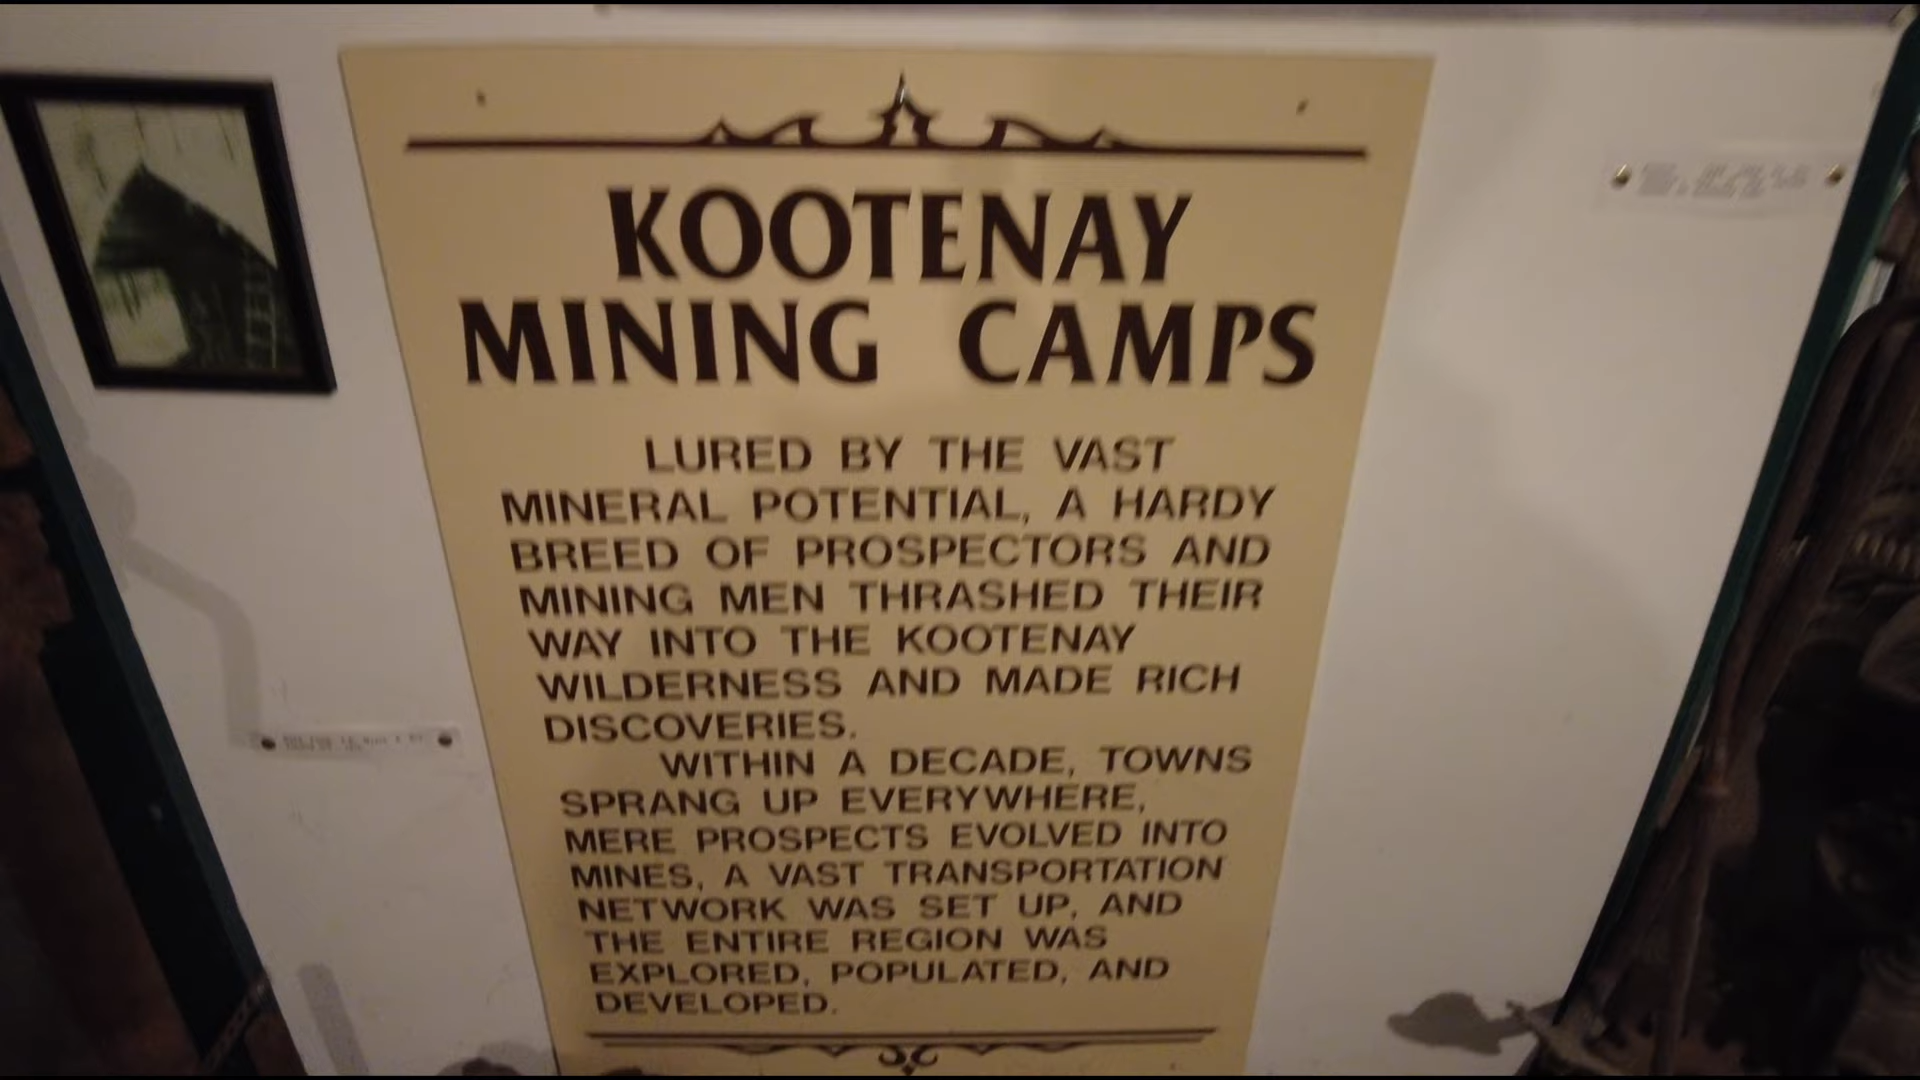 KOOTENAY
MINING CAMPS
LURED BY THE VAST
MINERAL POTENTIAL, A HARDY
BREED OF PROSPECTORS AND
MINING MEN THRASHED THEIR
WAY INTO THE KOOTENAY
WILDERNESS AND MADE RICH
DISCOVERIES.
WITHIN A DECADE, TOWNS
SPRANG UP EVERYWHERE,
MERE PROSPECTS EVOLVED INTO
MINES, A VAST TRANSPORTATION
NETWORK WAS SET UP, AND
THE ENTIRE REGION WAS
EXPLORED, POPULATED, AND
DEVELOPED.